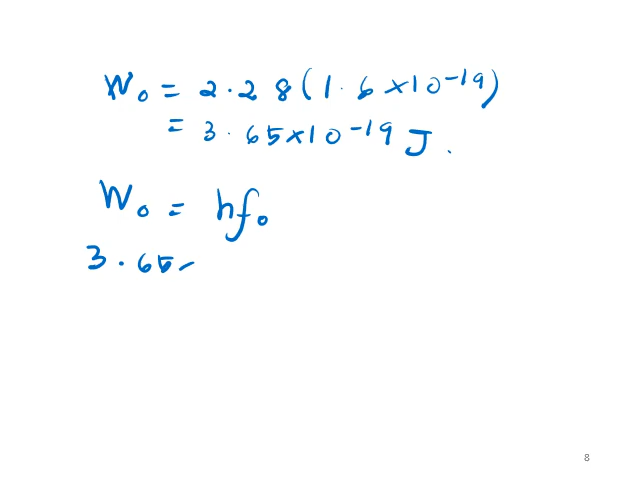 W₀ = 2.28(1.6×10⁻¹⁹)
= 3.65×10⁻¹⁹ J.
W₀ = hf₀
3.65
8